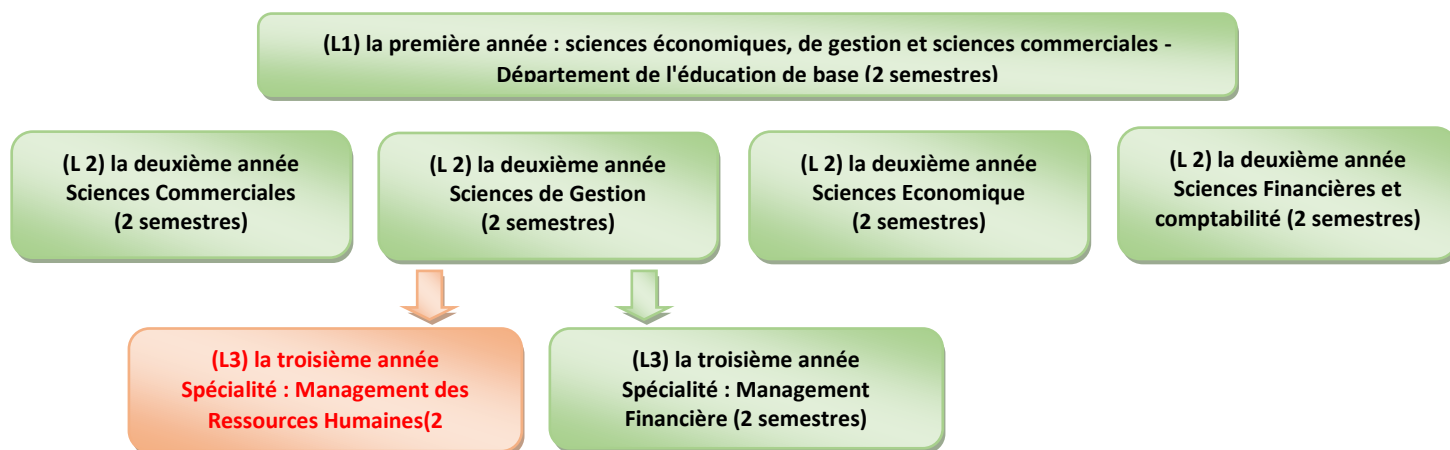 (L1) la première année : sciences économiques, de gestion et sciences commerciales -
Département de l'éducation de base (2 semestres)
(L 2) la deuxième année
Sciences Commerciales
(2 semestres)
(L 2) la deuxième année
Sciences de Gestion
(2 semestres)
(L 2) la deuxième année
Sciences Economique
(2 semestres)
(L 2) la deuxième année
Sciences Financières et
comptabilité (2 semestres)
(L3) la troisième année
Spécialité : Management des
Ressources Humaines(2
(L3) la troisième année
Spécialité : Management
Financière (2 semestres)